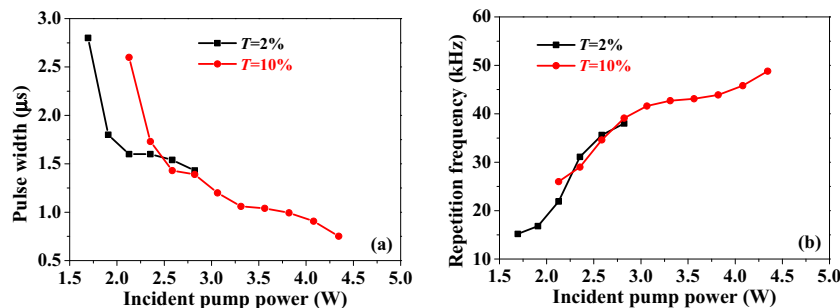 3.0
2.5
2.0
1.5
1.0
0.5
Pulse width (μs)
T=2%
T=10%
(a)
1.5 2.0 2.5 3.0 3.5 4.0 4.5 5.0
Incident pump power (W)
60
50
40
30
20
10
Repetition frequency (kHz)
T=2%
T=10%
(b)
1.5 2.0 2.5 3.0 3.5 4.0 4.5 5.0
Incident pump power (W)